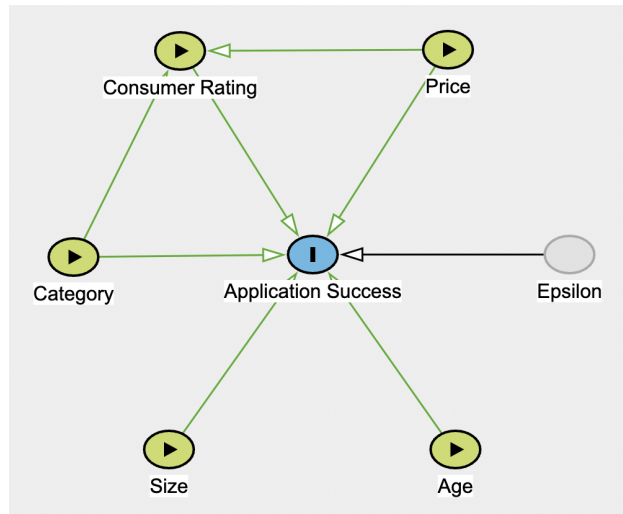 Consumer Rating
Price
Category
Application Success
Epsilon
Size
Age